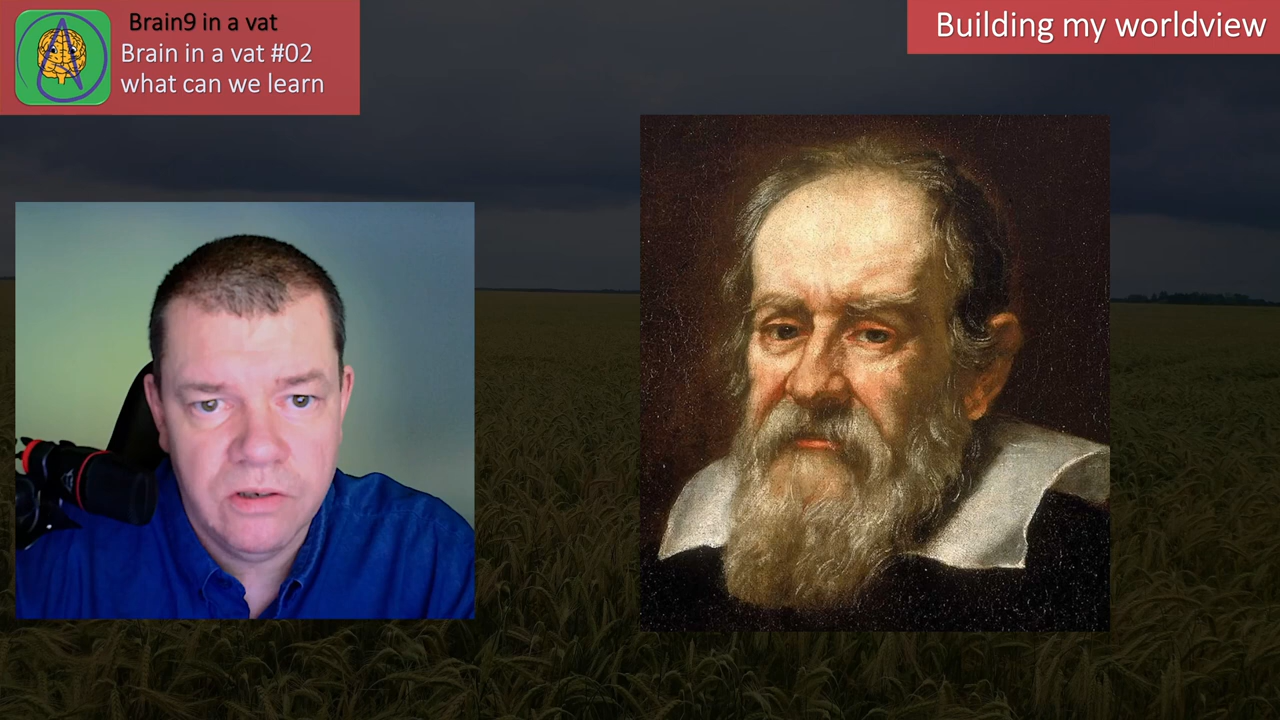 Brain9 in a vat
Brain in a vat #02
what can we learn
Building my worldview